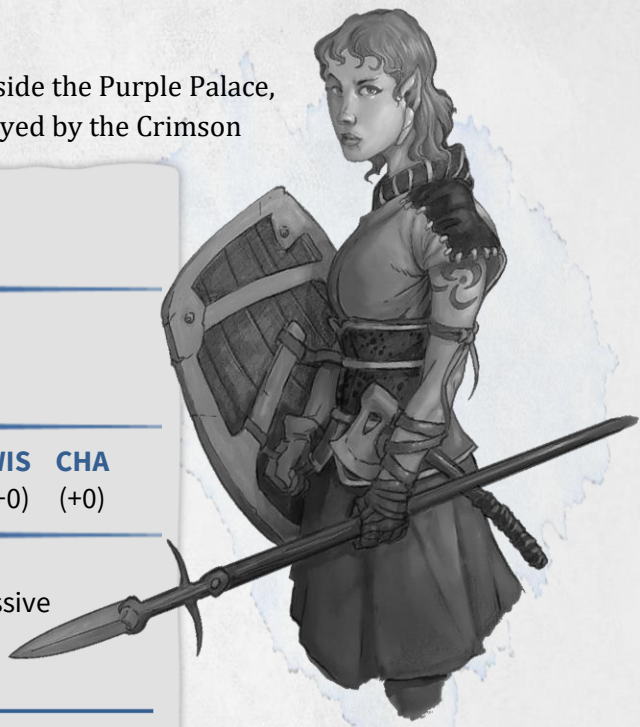 side the Purple Palace,
yed by the Crimson
WIS CHA
+0) (+0)
ssive